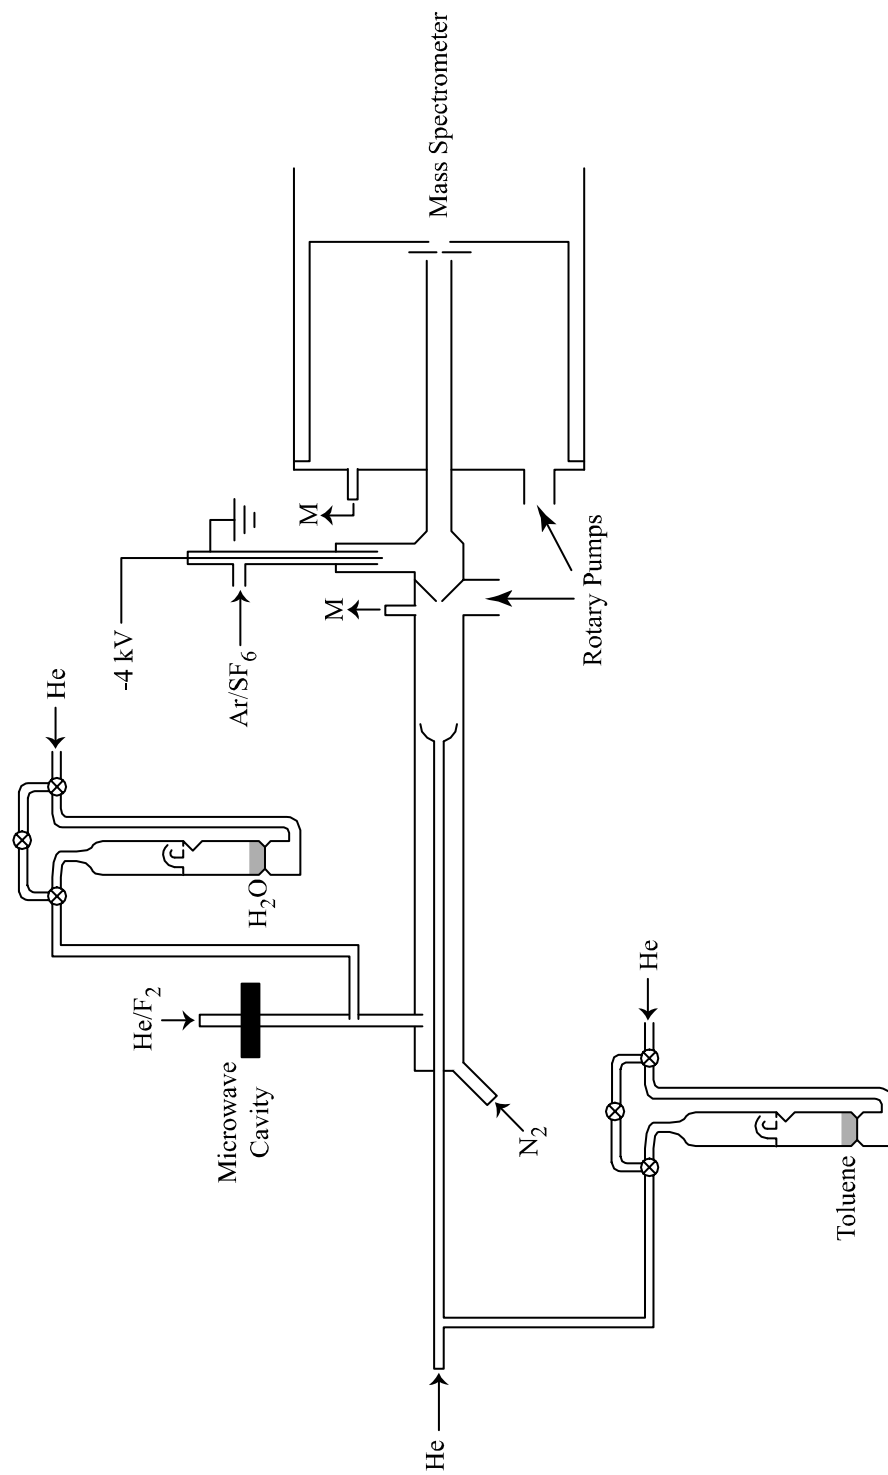 Mass Spectrometer
M
-4 kV
Ar/SF6
M
Rotary Pumps
He
H2O
He/F2
Microwave
Cavity
N2
He
Toluene
He